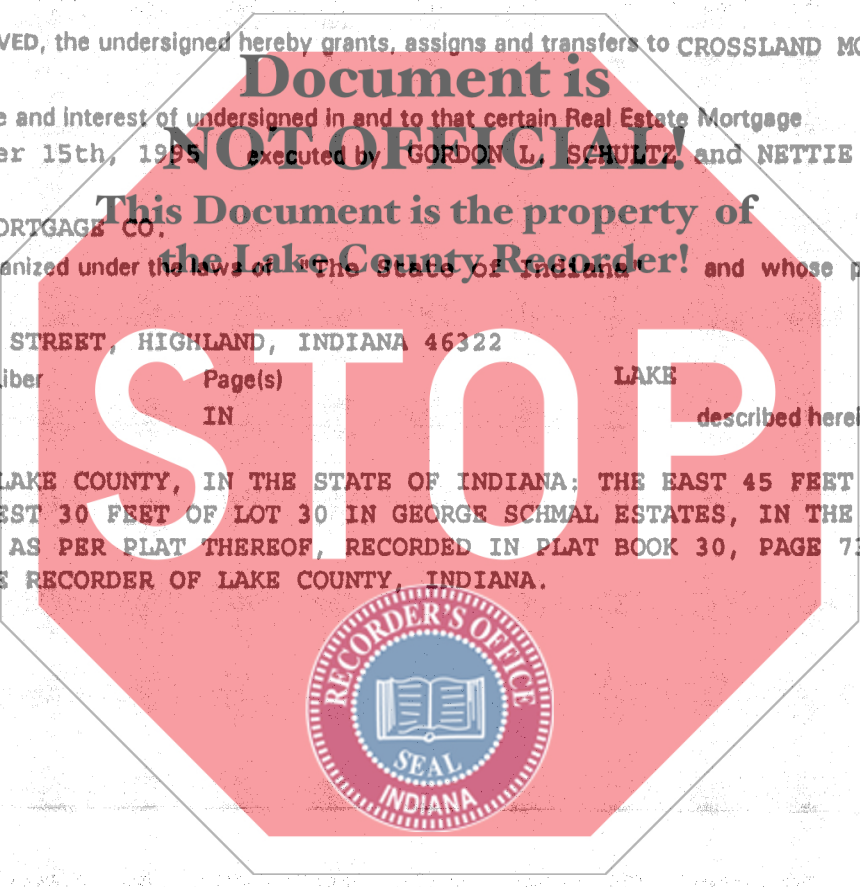 VED, the undersigned hereby grants, assigns and transfers to CROSSLAND MO
Document is
e and interest of undersigned in and to that certain Real Estate Mortgage
NOT OFFICIAL!
er 15th, 1995 executed by GORDON L. SCHULTZ and NETTIE
This Document is the property of
ORTGAGE CO.
the Lake County Recorder!
anized under the laws of "The State of Indiana" and whose p
STREET, HIGHLAND, INDIANA 46322
STOP
iber Page(s) LAKE
IN described herei
LAKE COUNTY, IN THE STATE OF INDIANA: THE EAST 45 FEET
EST 30 FEET OF LOT 30 IN GEORGE SCHMAL ESTATES, IN THE
AS PER PLAT THEREOF, RECORDED IN PLAT BOOK 30, PAGE 73
E RECORDER OF LAKE COUNTY, INDIANA.
RECORDER'S OFFICE
SEAL
INDIANA